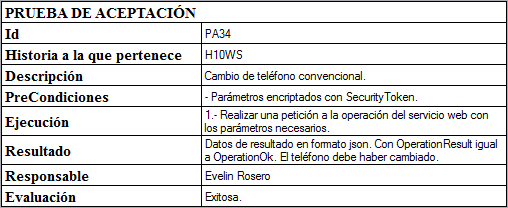 PRUEBA DE ACEPTACIÓN
Id PA34
Historia a la que pertenece H10WS
Descripción Cambio de teléfono convencional.
PreCondiciones - Parámetros encriptados con SecurityToken.
Ejecución 1.- Realizar una petición a la operación del servicio web con
los parámetros necesarios.
Resultado Datos de resultado en formato json. Con OperationResult igual
a OperationOk. El teléfono debe haber cambiado.
Responsable Evelin Rosero
Evaluación Exitosa.